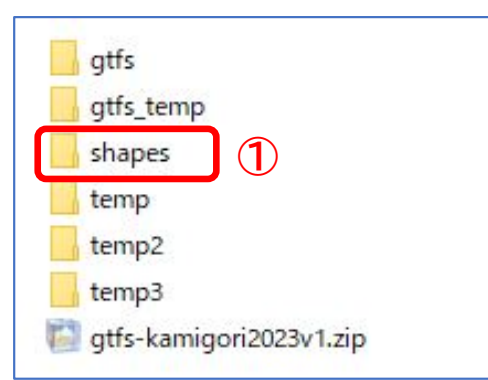 gtfs
gtfs_temp
shapes ①
temp
temp2
temp3
gtfs-kamigori2023v1.zip